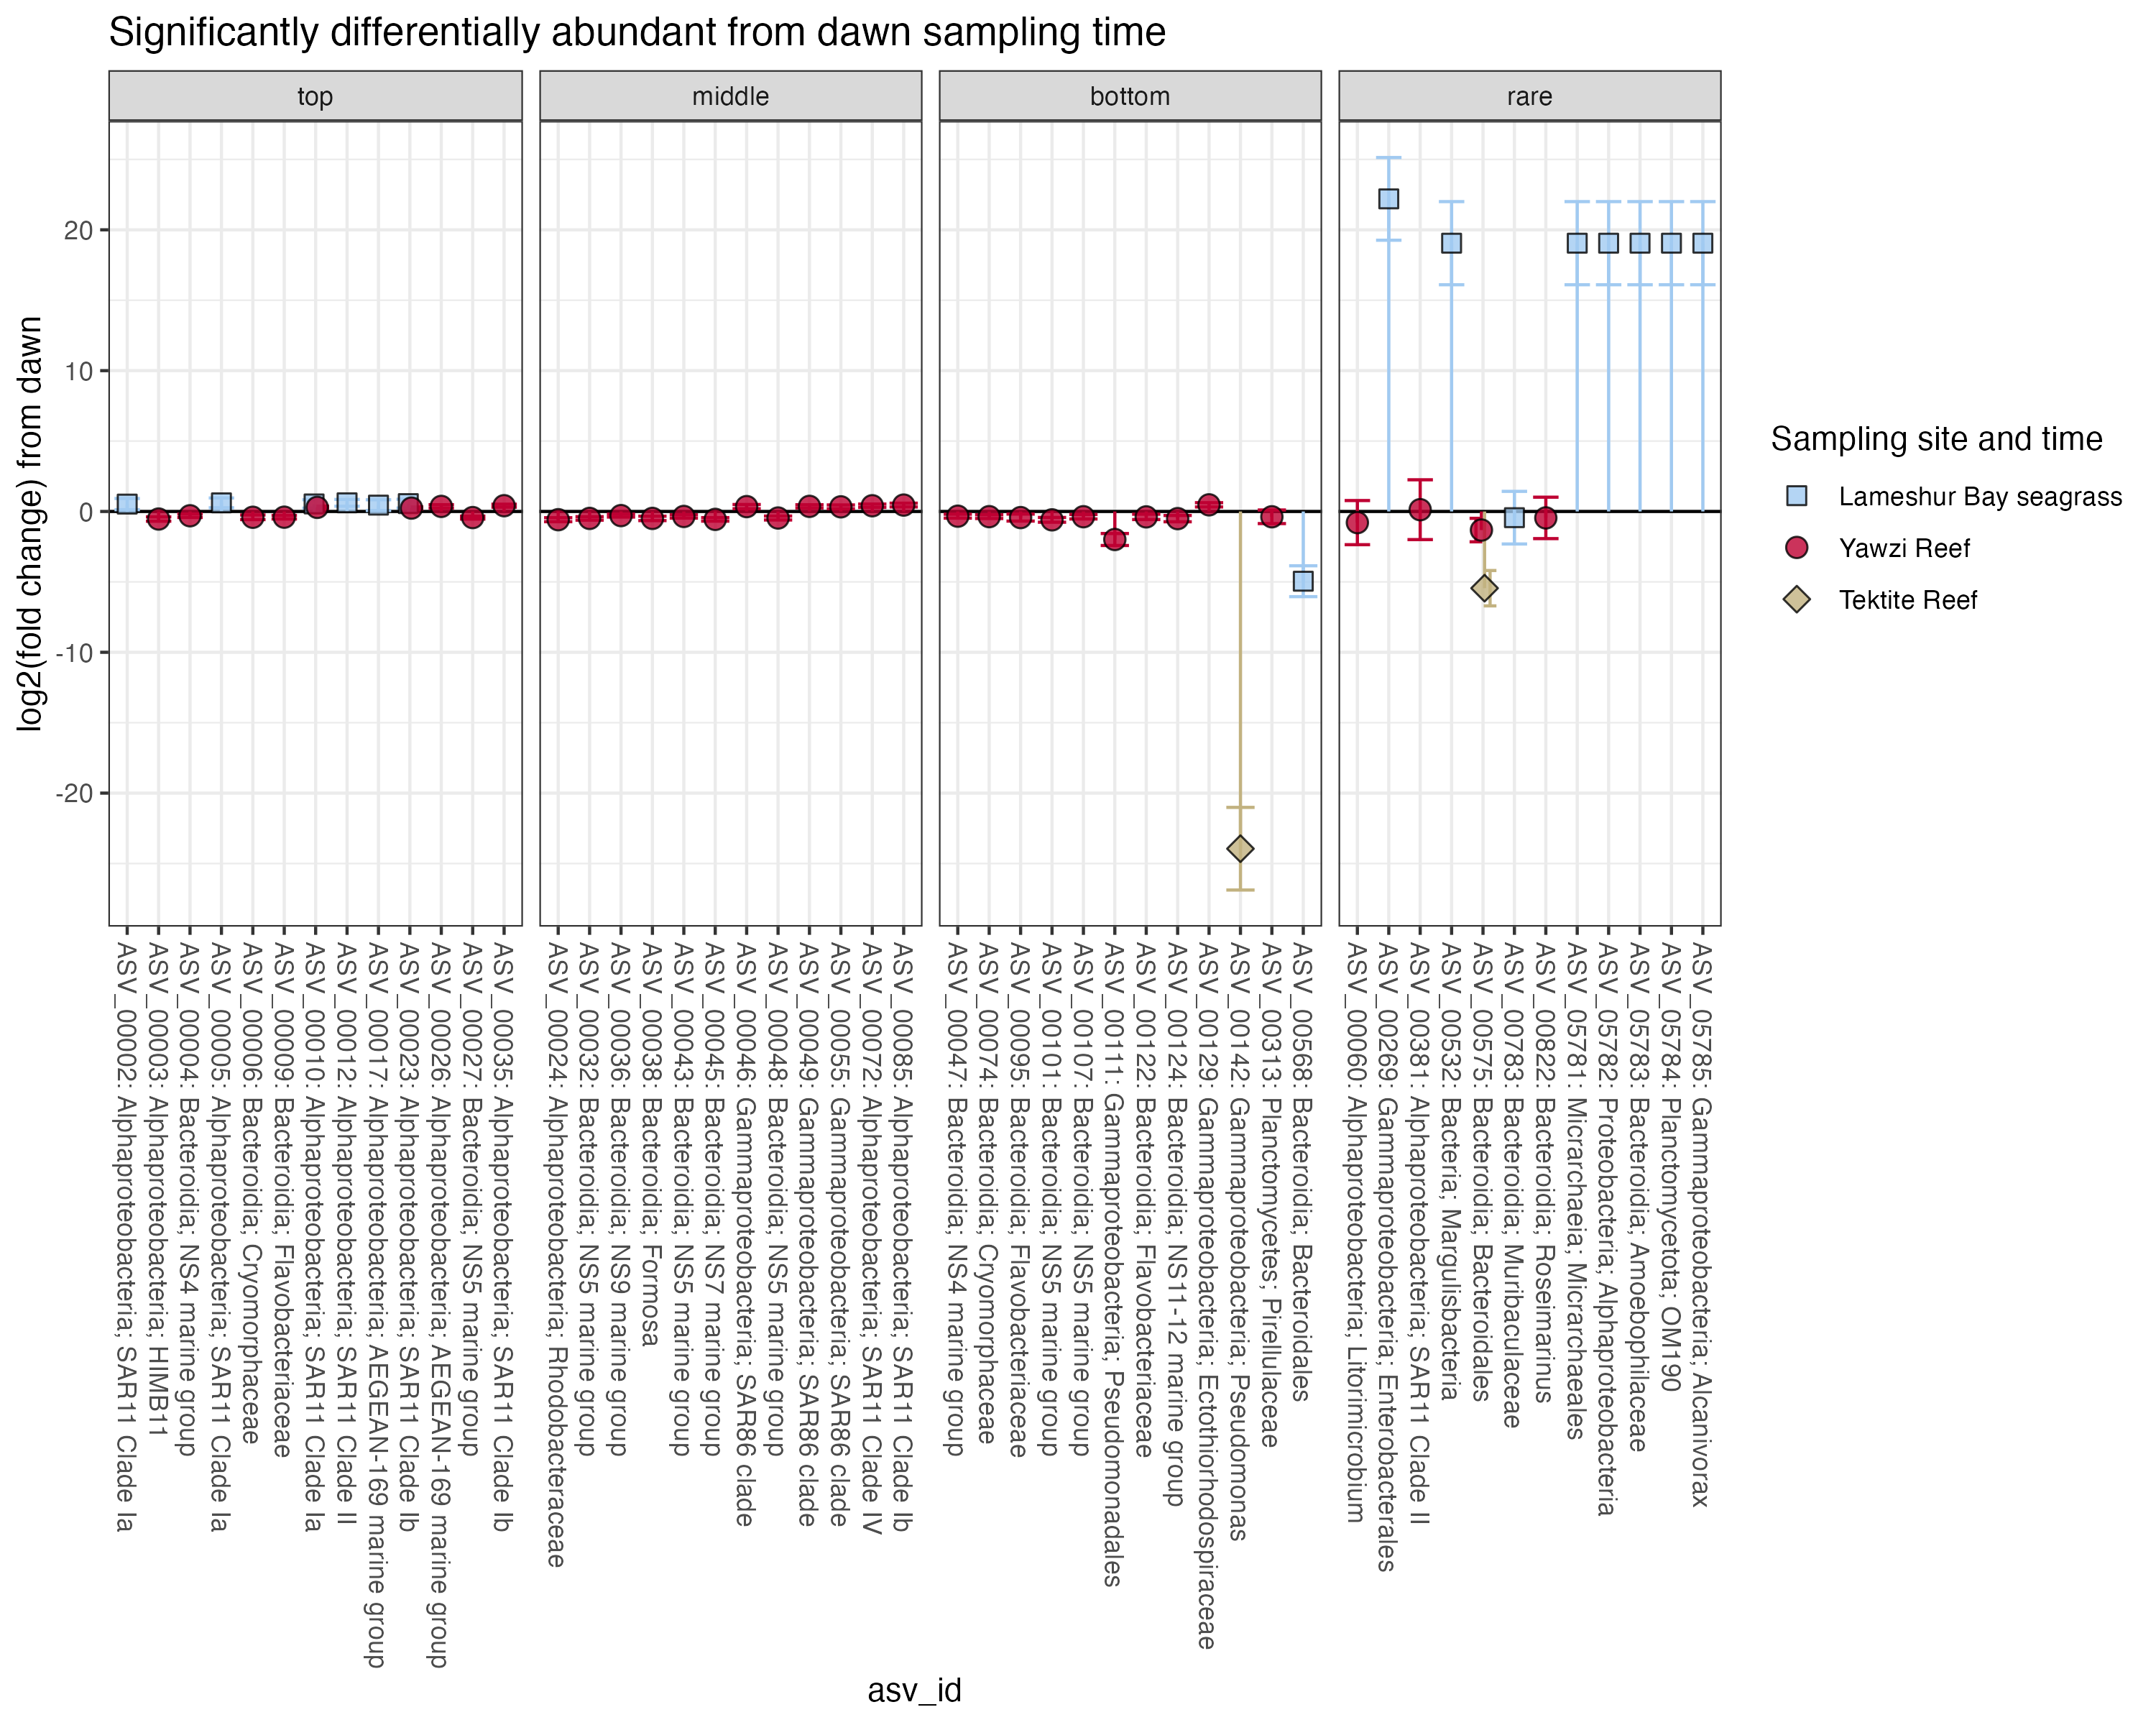 Significantly differentially abundant from dawn sampling time
top
middle
bottom
rare
log2(fold change) from dawn
20
10
0
-10
-20
ASV_00002: Alphaproteobacteria; SAR11 Clade Ia
ASV_00003: Alphaproteobacteria; HIMB11
ASV_00004: Bacteroidia; NS4 marine group
ASV_00005: Alphaproteobacteria; SAR11 Clade Ia
ASV_00006: Bacteroidia; Cryomorphaceae
ASV_00009: Bacteroidia; Flavobacteriaceae
ASV_00010: Alphaproteobacteria; SAR11 Clade Ia
ASV_00012: Alphaproteobacteria; SAR11 Clade II
ASV_00017: Alphaproteobacteria; AEGEAN-169 marine group
ASV_00023: Alphaproteobacteria; SAR11 Clade Ib
ASV_00026: Alphaproteobacteria; AEGEAN-169 marine group
ASV_00027: Bacteroidia; NS5 marine group
ASV_00035: Alphaproteobacteria; SAR11 Clade Ib
ASV_00024: Alphaproteobacteria; Rhodobacteraceae
ASV_00032: Bacteroidia; NS5 marine group
ASV_00036: Bacteroidia; NS9 marine group
ASV_00038: Bacteroidia; Formosa
ASV_00043: Bacteroidia; NS5 marine group
ASV_00045: Bacteroidia; NS7 marine group
ASV_00046: Gammaproteobacteria; SAR86 clade
ASV_00048: Bacteroidia; NS5 marine group
ASV_00049: Gammaproteobacteria; SAR86 clade
ASV_00055: Gammaproteobacteria; SAR86 clade
ASV_00072: Alphaproteobacteria; SAR11 Clade IV
ASV_00085: Alphaproteobacteria; SAR11 Clade Ib
ASV_00047: Bacteroidia; NS4 marine group
ASV_00074: Bacteroidia; Cryomorphaceae
ASV_00095: Bacteroidia; Flavobacteriaceae
ASV_00101: Bacteroidia; NS5 marine group
ASV_00107: Bacteroidia; NS5 marine group
ASV_00111: Gammaproteobacteria; Pseudomonadales
ASV_00122: Bacteroidia; Flavobacteriaceae
ASV_00124: Bacteroidia; NS11-12 marine group
ASV_00129: Gammaproteobacteria; Ectothiorhodospiraceae
ASV_00142: Gammaproteobacteria; Pseudomonas
ASV_00313: Planctomycetes; Pirellulaceae
ASV_00568: Bacteroidia; Bacteroidales
ASV_00060: Alphaproteobacteria; Litorimicrobium
ASV_00269: Gammaproteobacteria; Enterobacterales
ASV_00381: Alphaproteobacteria; SAR11 Clade II
ASV_00532: Bacteria; Margulisbacteria
ASV_00575: Bacteroidia; Bacteroidales
ASV_00783: Bacteroidia; Muribaculaceae
ASV_00822: Bacteroidia; Roseimarinus
ASV_05781: Micrarchaeia; Micrarchaeales
ASV_05782: Proteobacteria; Alphaproteobacteria
ASV_05783: Bacteroidia; Amoebophilaceae
ASV_05784: Planctomycetota; OM190
ASV_05785: Gammaproteobacteria; Alcanivorax
asv_id
Sampling site and time
Lameshur Bay seagrass
Yawzi Reef
Tektite Reef